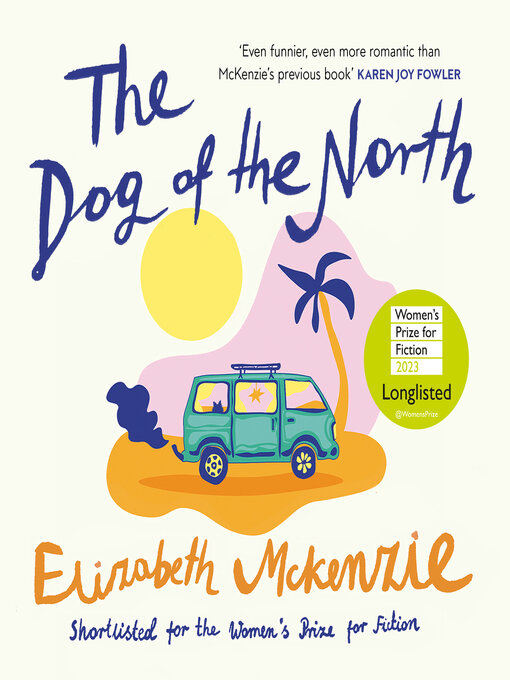 ‘Even funnier, even more romantic than
McKenzie’s previous book’ KAREN JOY FOWLER
The
Dog of the North
Women’s
Prize for
Fiction
2023
Longlisted
@WomensPrize
Elizabeth McKenzie
Shortlisted for the Women’s Prize for Fiction